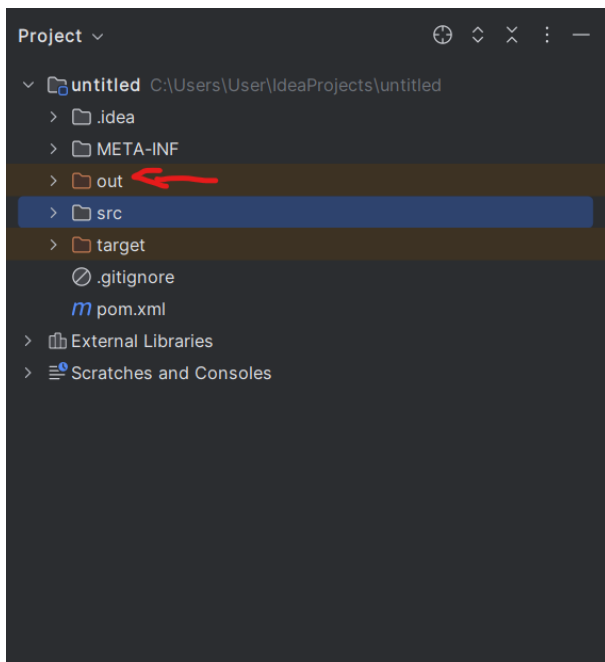 Project
untitled C:\Users\User\IdeaProjects\untitled
.idea
META-INF
out
src
target
.gitignore
m pom.xml
External Libraries
Scratches and Consoles